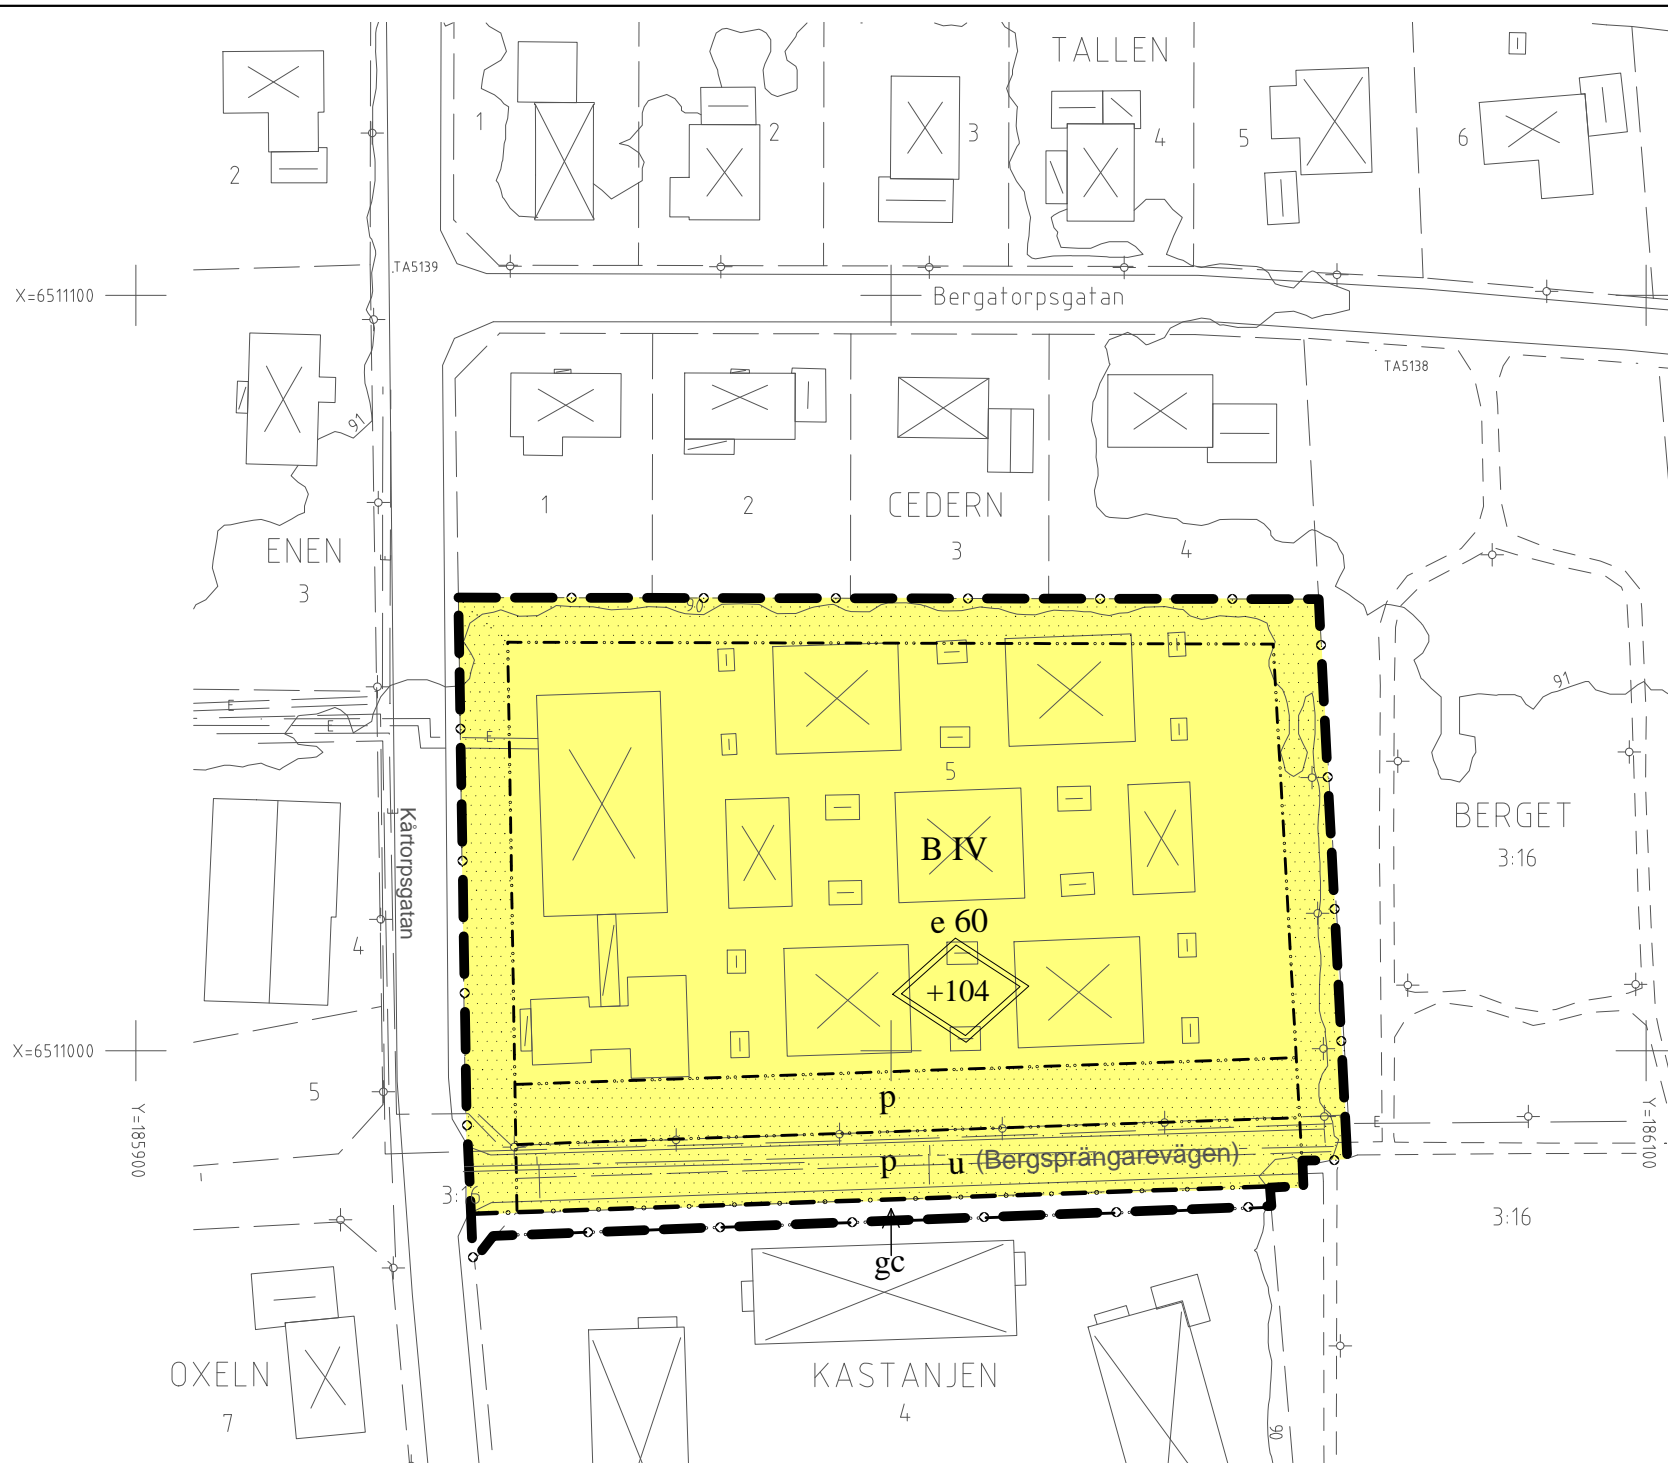 TALLEN
1
2
3
4
5
6
2
TA5139
X=6511100
Bergatorpsgatan
TA5138
91
1
2
CEDERN
3
4
ENEN
3
E
90
91
E
E
E
5
BERGET
3:16
Kårtorpsgatan
E
B IV
e 60
4
+104
X=6511000
5
p
Y=185900
Y=186100
E
p
u (Bergsprängarevägen)
3:16
3:16
gc
OXELN
7
KASTANJEN
4
90